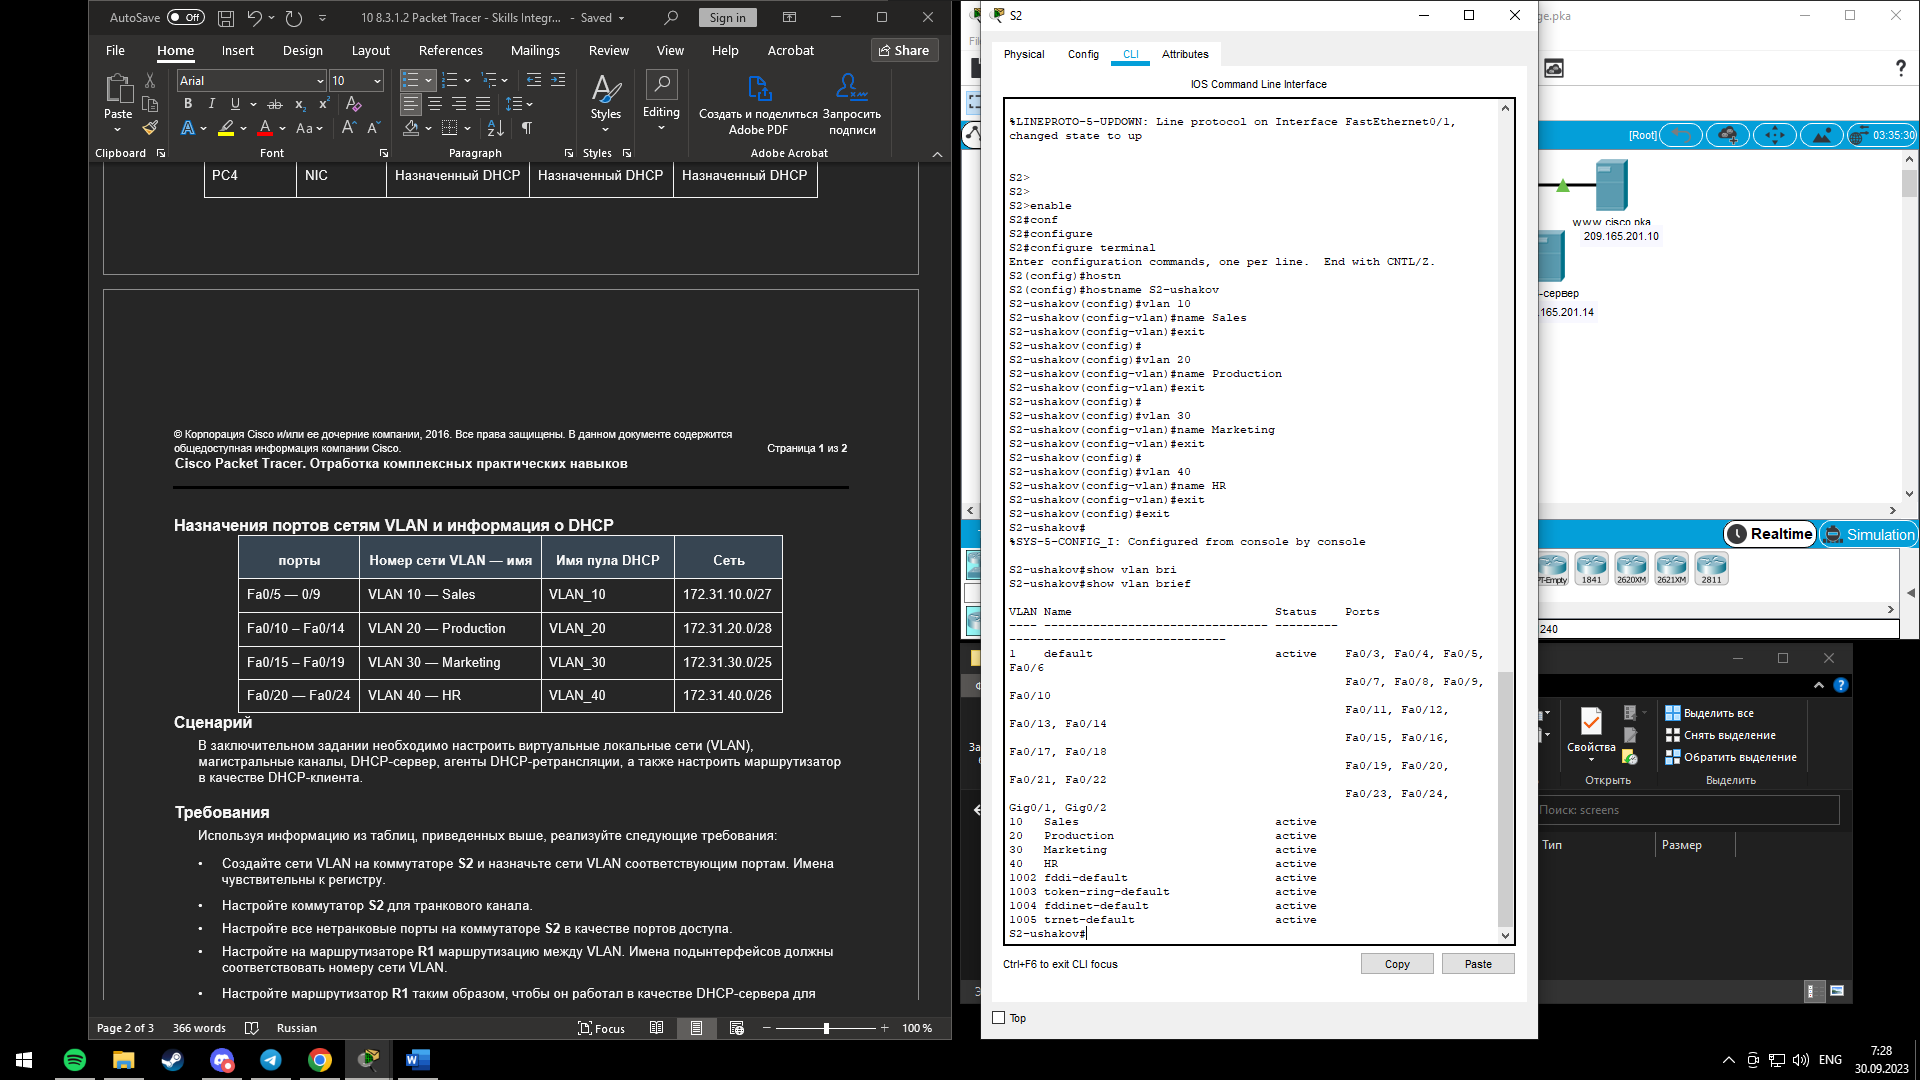 AutoSave Off
10 8.3.1.2 Packet Tracer - Skills Integr... - Saved
Sign in
File Home Insert Design Layout References Mailings Review View Help Acrobat Share
Paste
Arial 10
Styles
Editing
Создать и поделиться Adobe PDF
Запросить подписи
Clipboard Font Paragraph Styles Adobe Acrobat
PC4 NIC Назначенный DHCP Назначенный DHCP Назначенный DHCP
© Корпорация Cisco и/или ее дочерние компании, 2016. Все права защищены. В данном документе содержится
общедоступная информация компании Cisco. Страница 1 из 2
Cisco Packet Tracer. Отработка комплексных практических навыков
Назначения портов сетям VLAN и информация о DHCP
порты Номер сети VLAN — имя Имя пула DHCP Сеть
Fa0/5 — 0/9 VLAN 10 — Sales VLAN_10 172.31.10.0/27
Fa0/10 – Fa0/14 VLAN 20 — Production VLAN_20 172.31.20.0/28
Fa0/15 – Fa0/19 VLAN 30 — Marketing VLAN_30 172.31.30.0/25
Fa0/20 — Fa0/24 VLAN 40 — HR VLAN_40 172.31.40.0/26
Сценарий
В заключительном задании необходимо настроить виртуальные локальные сети (VLAN),
магистральные каналы, DHCP-сервер, агенты DHCP-ретрансляции, а также настроить маршрутизатор
в качестве DHCP-клиента.
Требования
Используя информацию из таблиц, приведенных выше, реализуйте следующие требования:
• Создайте сети VLAN на коммутаторе S2 и назначьте сети VLAN соответствующим портам. Имена
чувствительны к регистру.
• Настройте коммутатор S2 для транкового канала.
• Настройте все нетранковые порты на коммутаторе S2 в качестве портов доступа.
• Настройте на маршрутизаторе R1 маршрутизацию между VLAN. Имена подынтерфейсов должны
соответствовать номеру сети VLAN.
• Настройте маршрутизатор R1 таким образом, чтобы он работал в качестве DHCP-сервера для
Page 2 of 3 366 words Russian Focus 100 %
S2
Physical Config CLI Attributes
IOS Command Line Interface
%LINEPROTO-5-UPDOWN: Line protocol on Interface FastEthernet0/1,
changed state to up
S2>
S2>
S2>enable
S2#conf
S2#configure
S2#configure terminal
Enter configuration commands, one per line. End with CNTL/Z.
S2(config)#hostn
S2(config)#hostname S2-ushakov
S2-ushakov(config)#vlan 10
S2-ushakov(config-vlan)#name Sales
S2-ushakov(config-vlan)#exit
S2-ushakov(config)#
S2-ushakov(config)#vlan 20
S2-ushakov(config-vlan)#name Production
S2-ushakov(config-vlan)#exit
S2-ushakov(config)#
S2-ushakov(config)#vlan 30
S2-ushakov(config-vlan)#name Marketing
S2-ushakov(config-vlan)#exit
S2-ushakov(config)#
S2-ushakov(config)#vlan 40
S2-ushakov(config-vlan)#name HR
S2-ushakov(config-vlan)#exit
S2-ushakov(config)#exit
S2-ushakov#
%SYS-5-CONFIG_I: Configured from console by console
S2-ushakov#show vlan bri
S2-ushakov#show vlan brief
VLAN Name Status Ports
---- -------------------------------- ---------
-------------------------------
1 default active Fa0/3, Fa0/4, Fa0/5,
Fa0/6
Fa0/7, Fa0/8, Fa0/9,
Fa0/10
Fa0/11, Fa0/12,
Fa0/13, Fa0/14
Fa0/15, Fa0/16,
Fa0/17, Fa0/18
Fa0/19, Fa0/20,
Fa0/21, Fa0/22
Fa0/23, Fa0/24,
Gig0/1, Gig0/2
10 Sales active
20 Production active
30 Marketing active
40 HR active
1002 fddi-default active
1003 token-ring-default active
1004 fddinet-default active
1005 trnet-default active
S2-ushakov#
Ctrl+F6 to exit CLI focus
Copy Paste
Top
ge.pka
[Root] 03:35:30
www.cisco.pka
209.165.201.10
-сервер
.165.201.14
Realtime Simulation
PT-Empty 1841 2620XM 2621XM 2811
240
Свойства
Выделить все
Снять выделение
Обратить выделение
Открыть Выделить
Поиск: screens
Тип Размер
ENG
7:28
30.09.2023